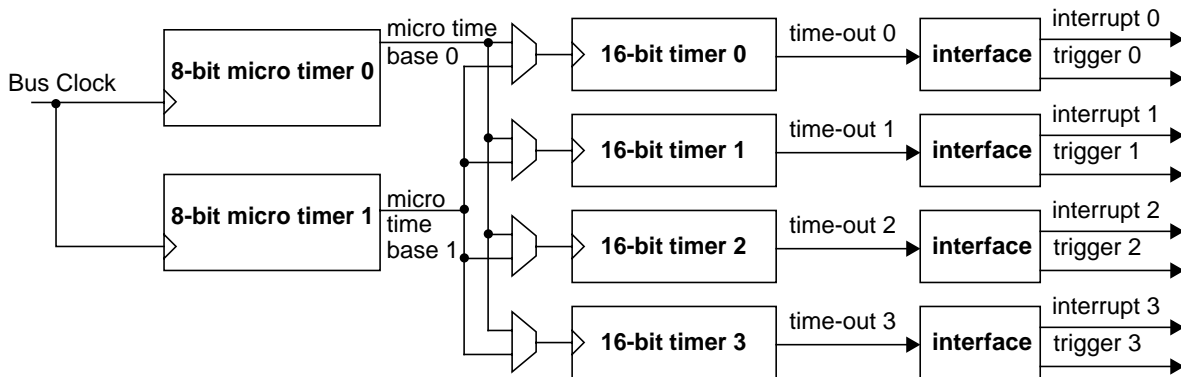 Bus Clock
8-bit micro timer 0
micro time
base 0
8-bit micro timer 1
micro
time
base 1
16-bit timer 0
time-out 0
interface
interrupt 0
trigger 0
16-bit timer 1
time-out 1
interface
interrupt 1
trigger 1
16-bit timer 2
time-out 2
interface
interrupt 2
trigger 2
16-bit timer 3
time-out 3
interface
interrupt 3
trigger 3